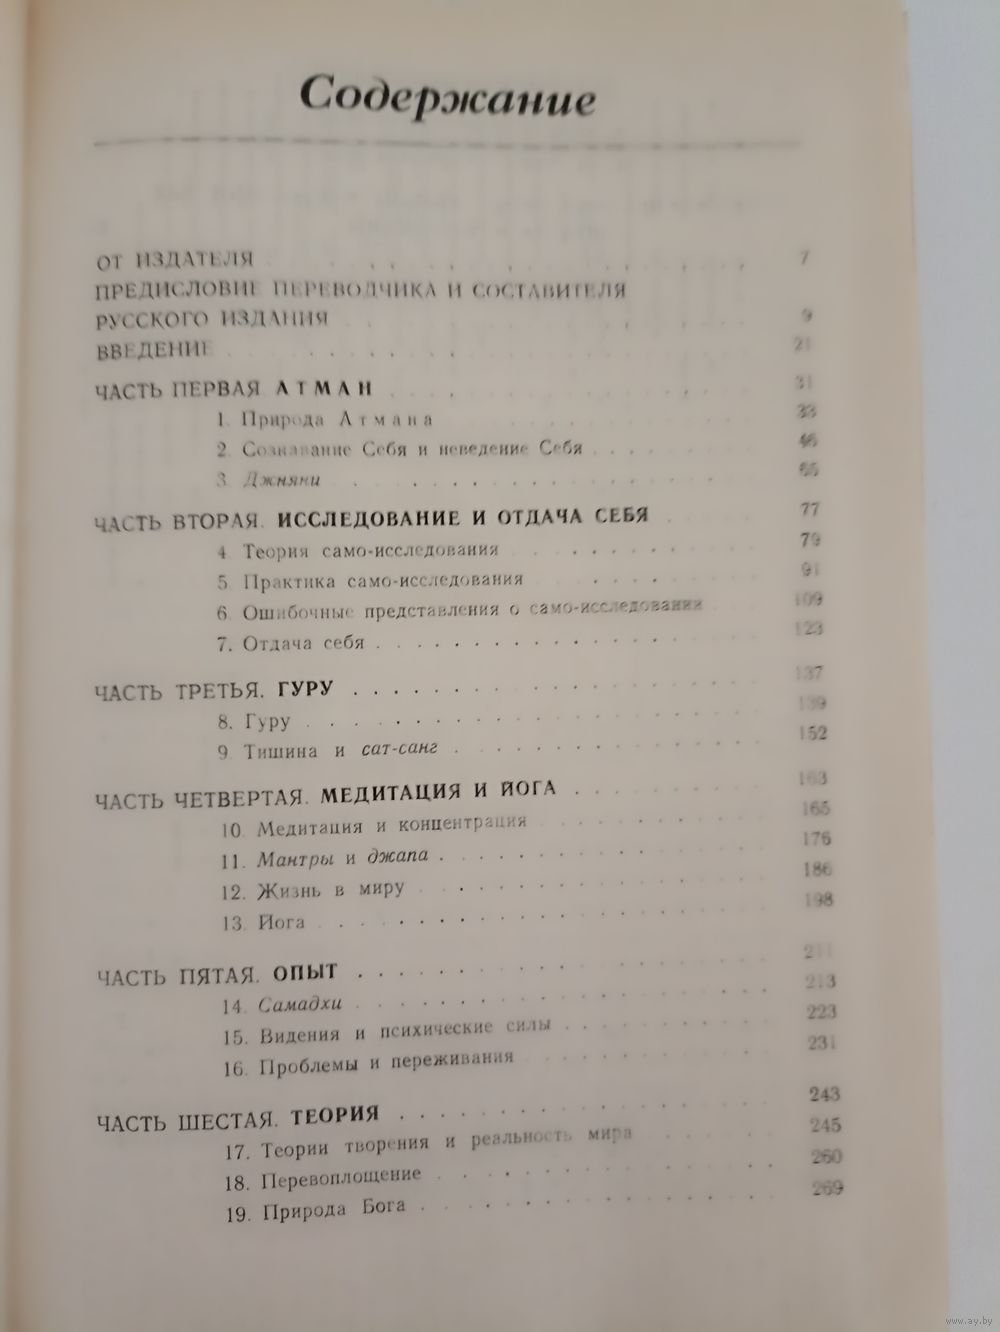 Содержание
ОТ ИЗДАТЕЛЯ 7
ПРЕДИСЛОВИЕ ПЕРЕВОДЧИКА И СОСТАВИТЕЛЯ
РУССКОГО ИЗДАНИЯ 9
ВВЕДЕНИЕ 21
ЧАСТЬ ПЕРВАЯ АТМАН 31
1. Природа Атмана 33
2. Сознавание Себя и неведение Себя 46
3. Джняни 65
ЧАСТЬ ВТОРАЯ. ИССЛЕДОВАНИЕ И ОТДАЧА СЕБЯ 77
4. Теория само-исследования 79
5. Практика само-исследования 91
6. Ошибочные представления о само-исследовании 109
7. Отдача себя 123
ЧАСТЬ ТРЕТЬЯ. ГУРУ 137
8. Гуру 139
9. Тишина и сат-санг 152
ЧАСТЬ ЧЕТВЕРТАЯ. МЕДИТАЦИЯ И ЙОГА 163
10. Медитация и концентрация 165
11. Мантры и джапа 176
12. Жизнь в миру 186
13. Йога 198
ЧАСТЬ ПЯТАЯ. ОПЫТ 211
14. Самадхи 213
15. Видения и психические силы 223
16. Проблемы и переживания 231
ЧАСТЬ ШЕСТАЯ. ТЕОРИЯ 243
17. Теории творения и реальность мира 245
18. Перевоплощение 260
19. Природа Бога 269
www.ay.by